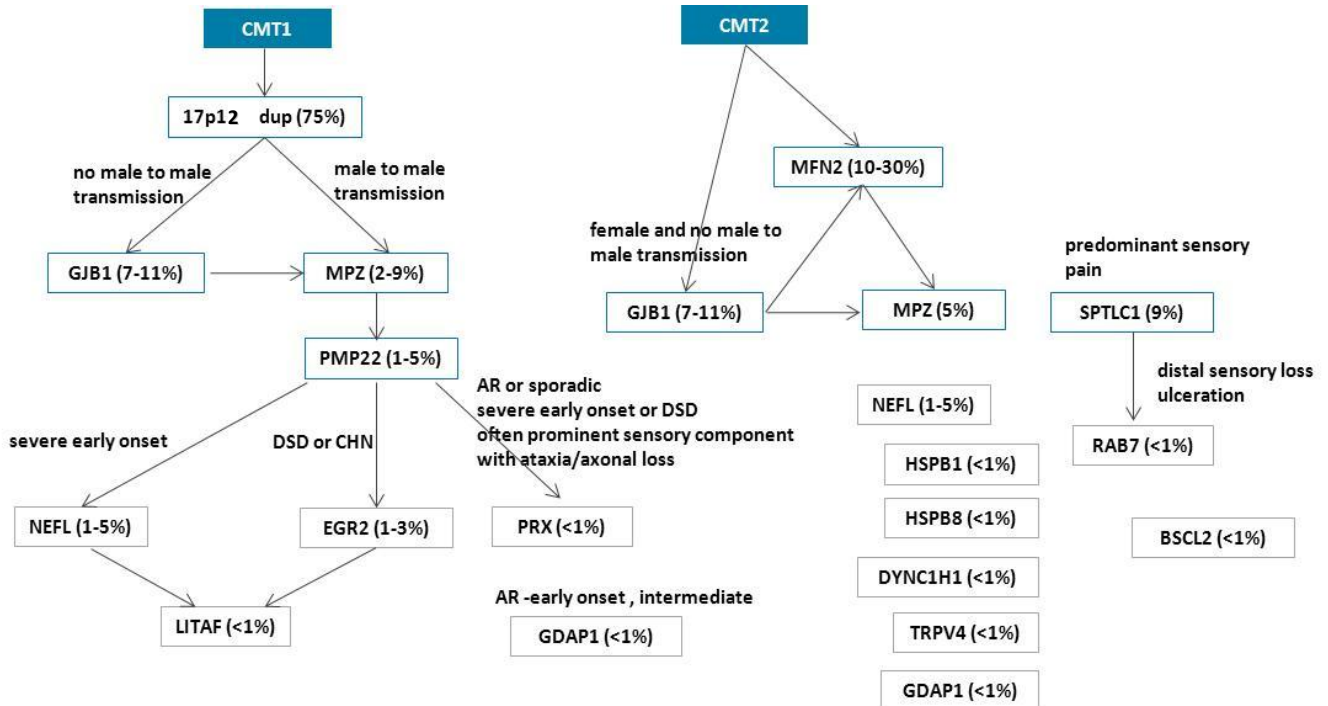 CMT1
17p12 dup (75%)
no male to male
transmission
male to male
transmission
GJB1 (7-11%)
MPZ (2-9%)
PMP22 (1-5%)
severe early onset
DSD or CHN
AR or sporadic
severe early onset or DSD
often prominent sensory component
with ataxia/axonal loss
NEFL (1-5%)
EGR2 (1-3%)
PRX (<1%)
LITAF (<1%)
AR -early onset , intermediate
GDAP1 (<1%)
CMT2
MFN2 (10-30%)
female and no male to
male transmission
GJB1 (7-11%)
MPZ (5%)
predominant sensory
pain
SPTLC1 (9%)
distal sensory loss
ulceration
RAB7 (<1%)
NEFL (1-5%)
HSPB1 (<1%)
HSPB8 (<1%)
BSCL2 (<1%)
DYNC1H1 (<1%)
TRPV4 (<1%)
GDAP1 (<1%)